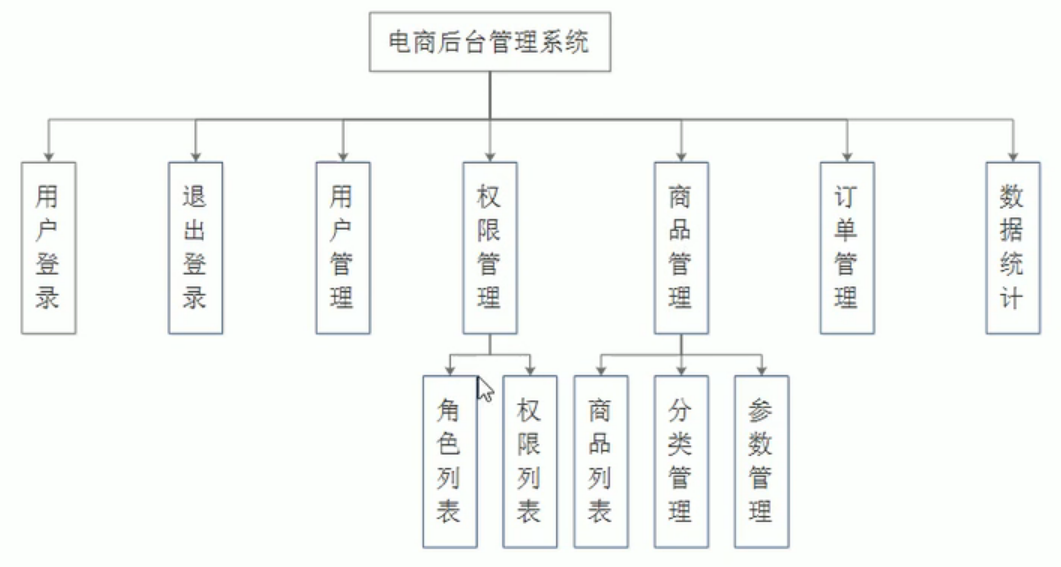 电商后台管理系统
用户登录
退出登录
用户管理
权限管理
商品管理
订单管理
数据统计
角色列表
权限列表
商品列表
分类管理
参数管理